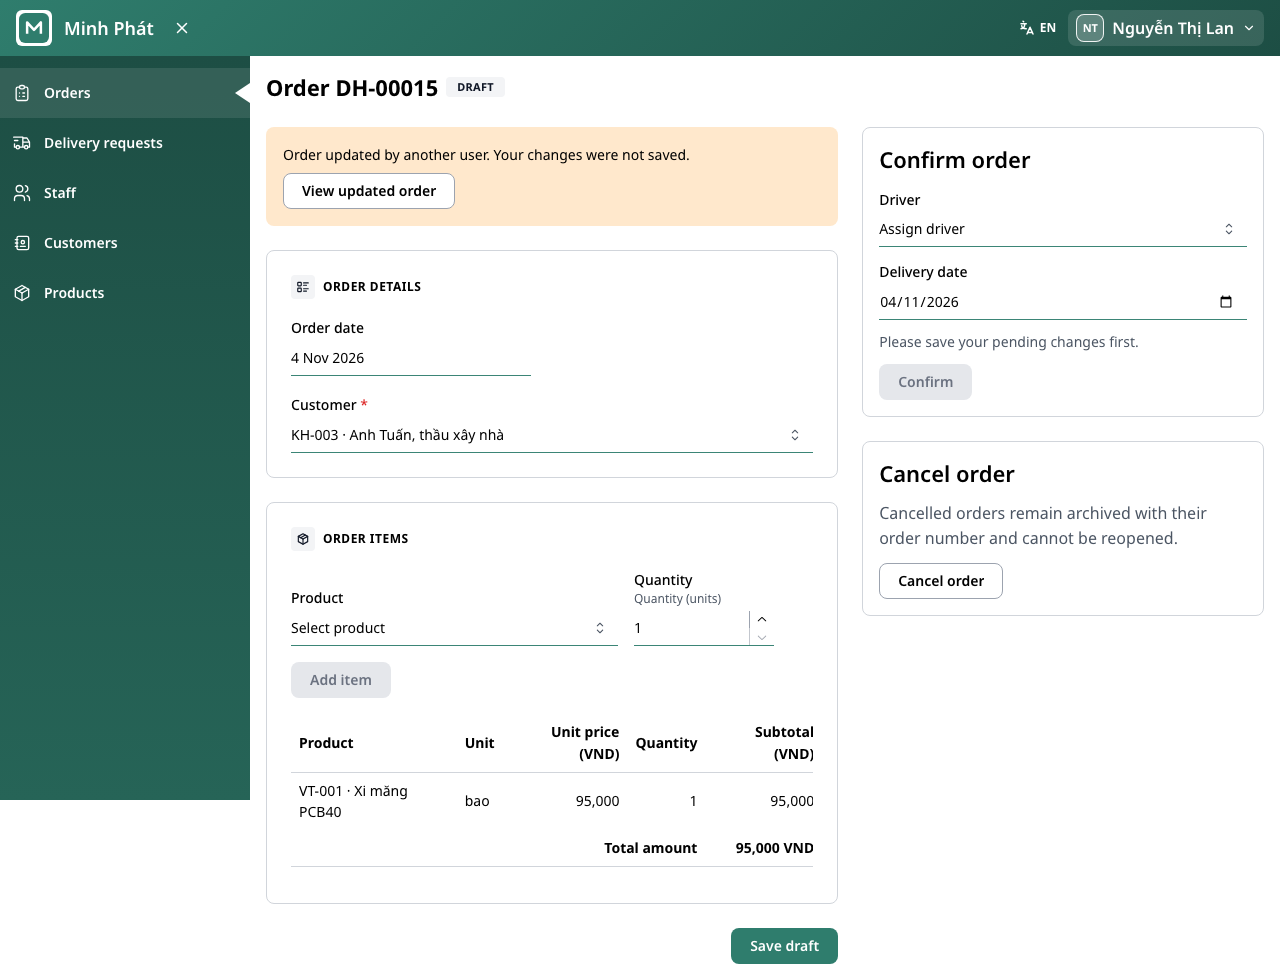 Minh Phát
EN
NT
Nguyễn Thị Lan
Orders
Delivery requests
Staff
Customers
Products
Order DH-00015
DRAFT
Order updated by another user. Your changes were not saved.
View updated order
ORDER DETAILS
Order date
4 Nov 2026
Customer *
KH-003 · Anh Tuấn, thầu xây nhà
ORDER ITEMS
Product
Quantity
Quantity (units)
Select product
1
Add item
Product Unit Unit price (VND) Quantity Subtotal (VND)
VT-001 · Xi măng PCB40 bao 95,000 1 95,000
Total amount 95,000 VND
Save draft
Confirm order
Driver
Assign driver
Delivery date
04/11/2026
Please save your pending changes first.
Confirm
Cancel order
Cancelled orders remain archived with their
order number and cannot be reopened.
Cancel order